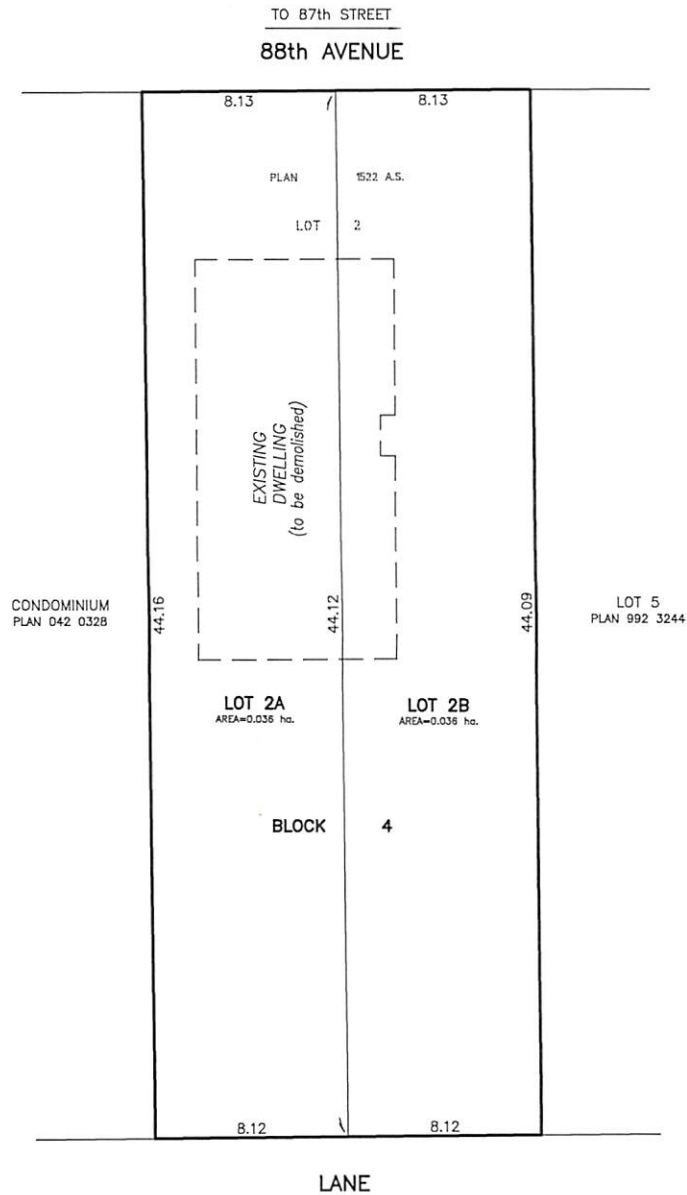 TO 87th STREET
88th AVENUE
8.13 8.13
PLAN 1522 A.S.
LOT 2
EXISTING
DWELLING
(to be demolished)
CONDOMINIUM
PLAN 042 0328
44.16
44.12
44.09
LOT 5
PLAN 992 3244
LOT 2A
AREA=0.036 ha.
LOT 2B
AREA=0.036 ha.
BLOCK 4
8.12 8.12
LANE